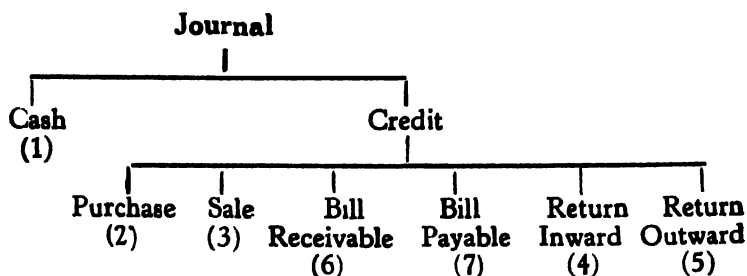 Journal
Cash Credit
(1)
Purchase Sale Bill Bill Return Return
(2) (3) Receivable Payable Inward Outward
(6) (7) (4) (5)